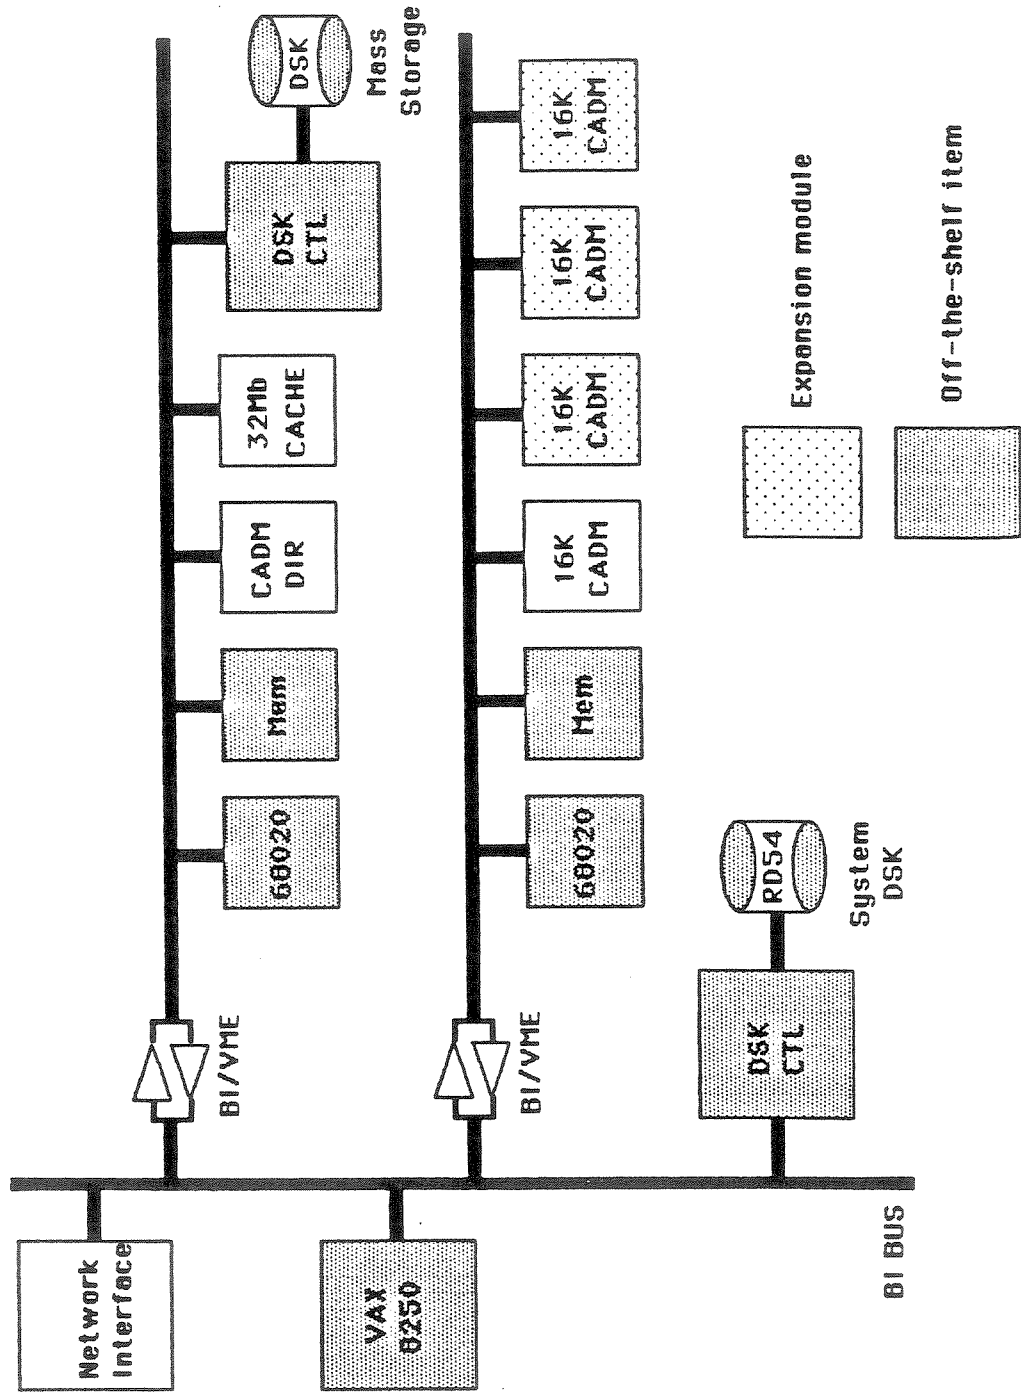 Network
Interface
BI/VME
68020
Mem
CADM
DIR
32Mb
CACHE
DSK
CTL
DSK
Mass
Storage
VAX
8250
BI/VME
68020
Mem
16K
CADM
16K
CADM
16K
CADM
16K
CADM
DSK
CTL
RD54
System
DSK
BI BUS
Expansion module
Off-the-shelf item